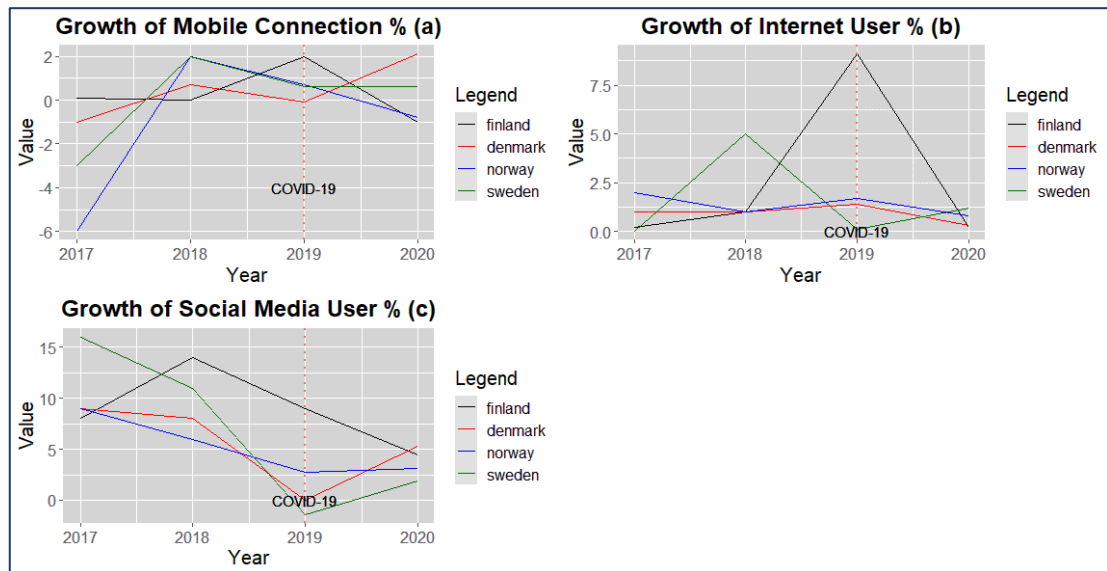 Growth of Mobile Connection % (a)
2
0
-2
-4
-6
Value
COVID-19
2017 2018 2019 2020
Year
Legend
finland
denmark
norway
sweden
Growth of Internet User % (b)
7.5
5.0
2.5
0.0
Value
COVID-19
2017 2018 2019 2020
Year
Legend
finland
denmark
norway
sweden
Growth of Social Media User % (c)
15
10
5
0
Value
COVID-19
2017 2018 2019 2020
Year
Legend
finland
denmark
norway
sweden